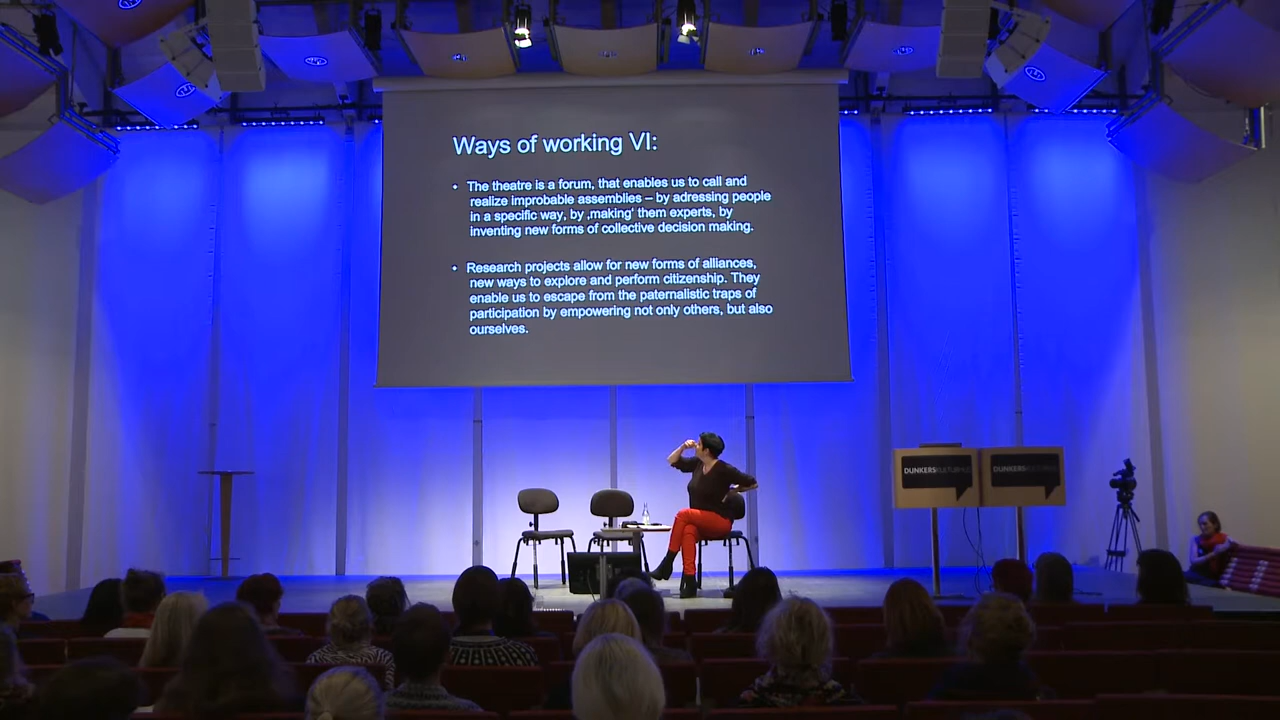 Ways of working VI:
• The theatre is a forum, that enables us to call and
realize improbable assemblies – by adressing people
in a specific way, by ‚making‘ them experts, by
inventing new forms of collective decision making.
• Research projects allow for new forms of alliances,
new ways to explore and perform citizenship. They
enable us to escape from the paternalistic traps of
participation by empowering not only others, but also
ourselves.
DUNKERSKULTURHUS
DUNKERSKULTURHUS